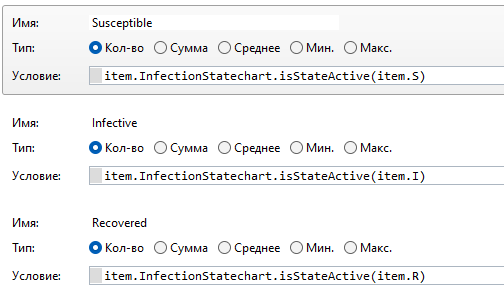 Имя: Susceptible
Тип: Кол-во Сумма Среднее Мин. Макс.
Условие: item.InfectionStatechart.isStateActive(item.S)
Имя: Infective
Тип: Кол-во Сумма Среднее Мин. Макс.
Условие: item.InfectionStatechart.isStateActive(item.I)
Имя: Recovered
Тип: Кол-во Сумма Среднее Мин. Макс.
Условие: item.InfectionStatechart.isStateActive(item.R)